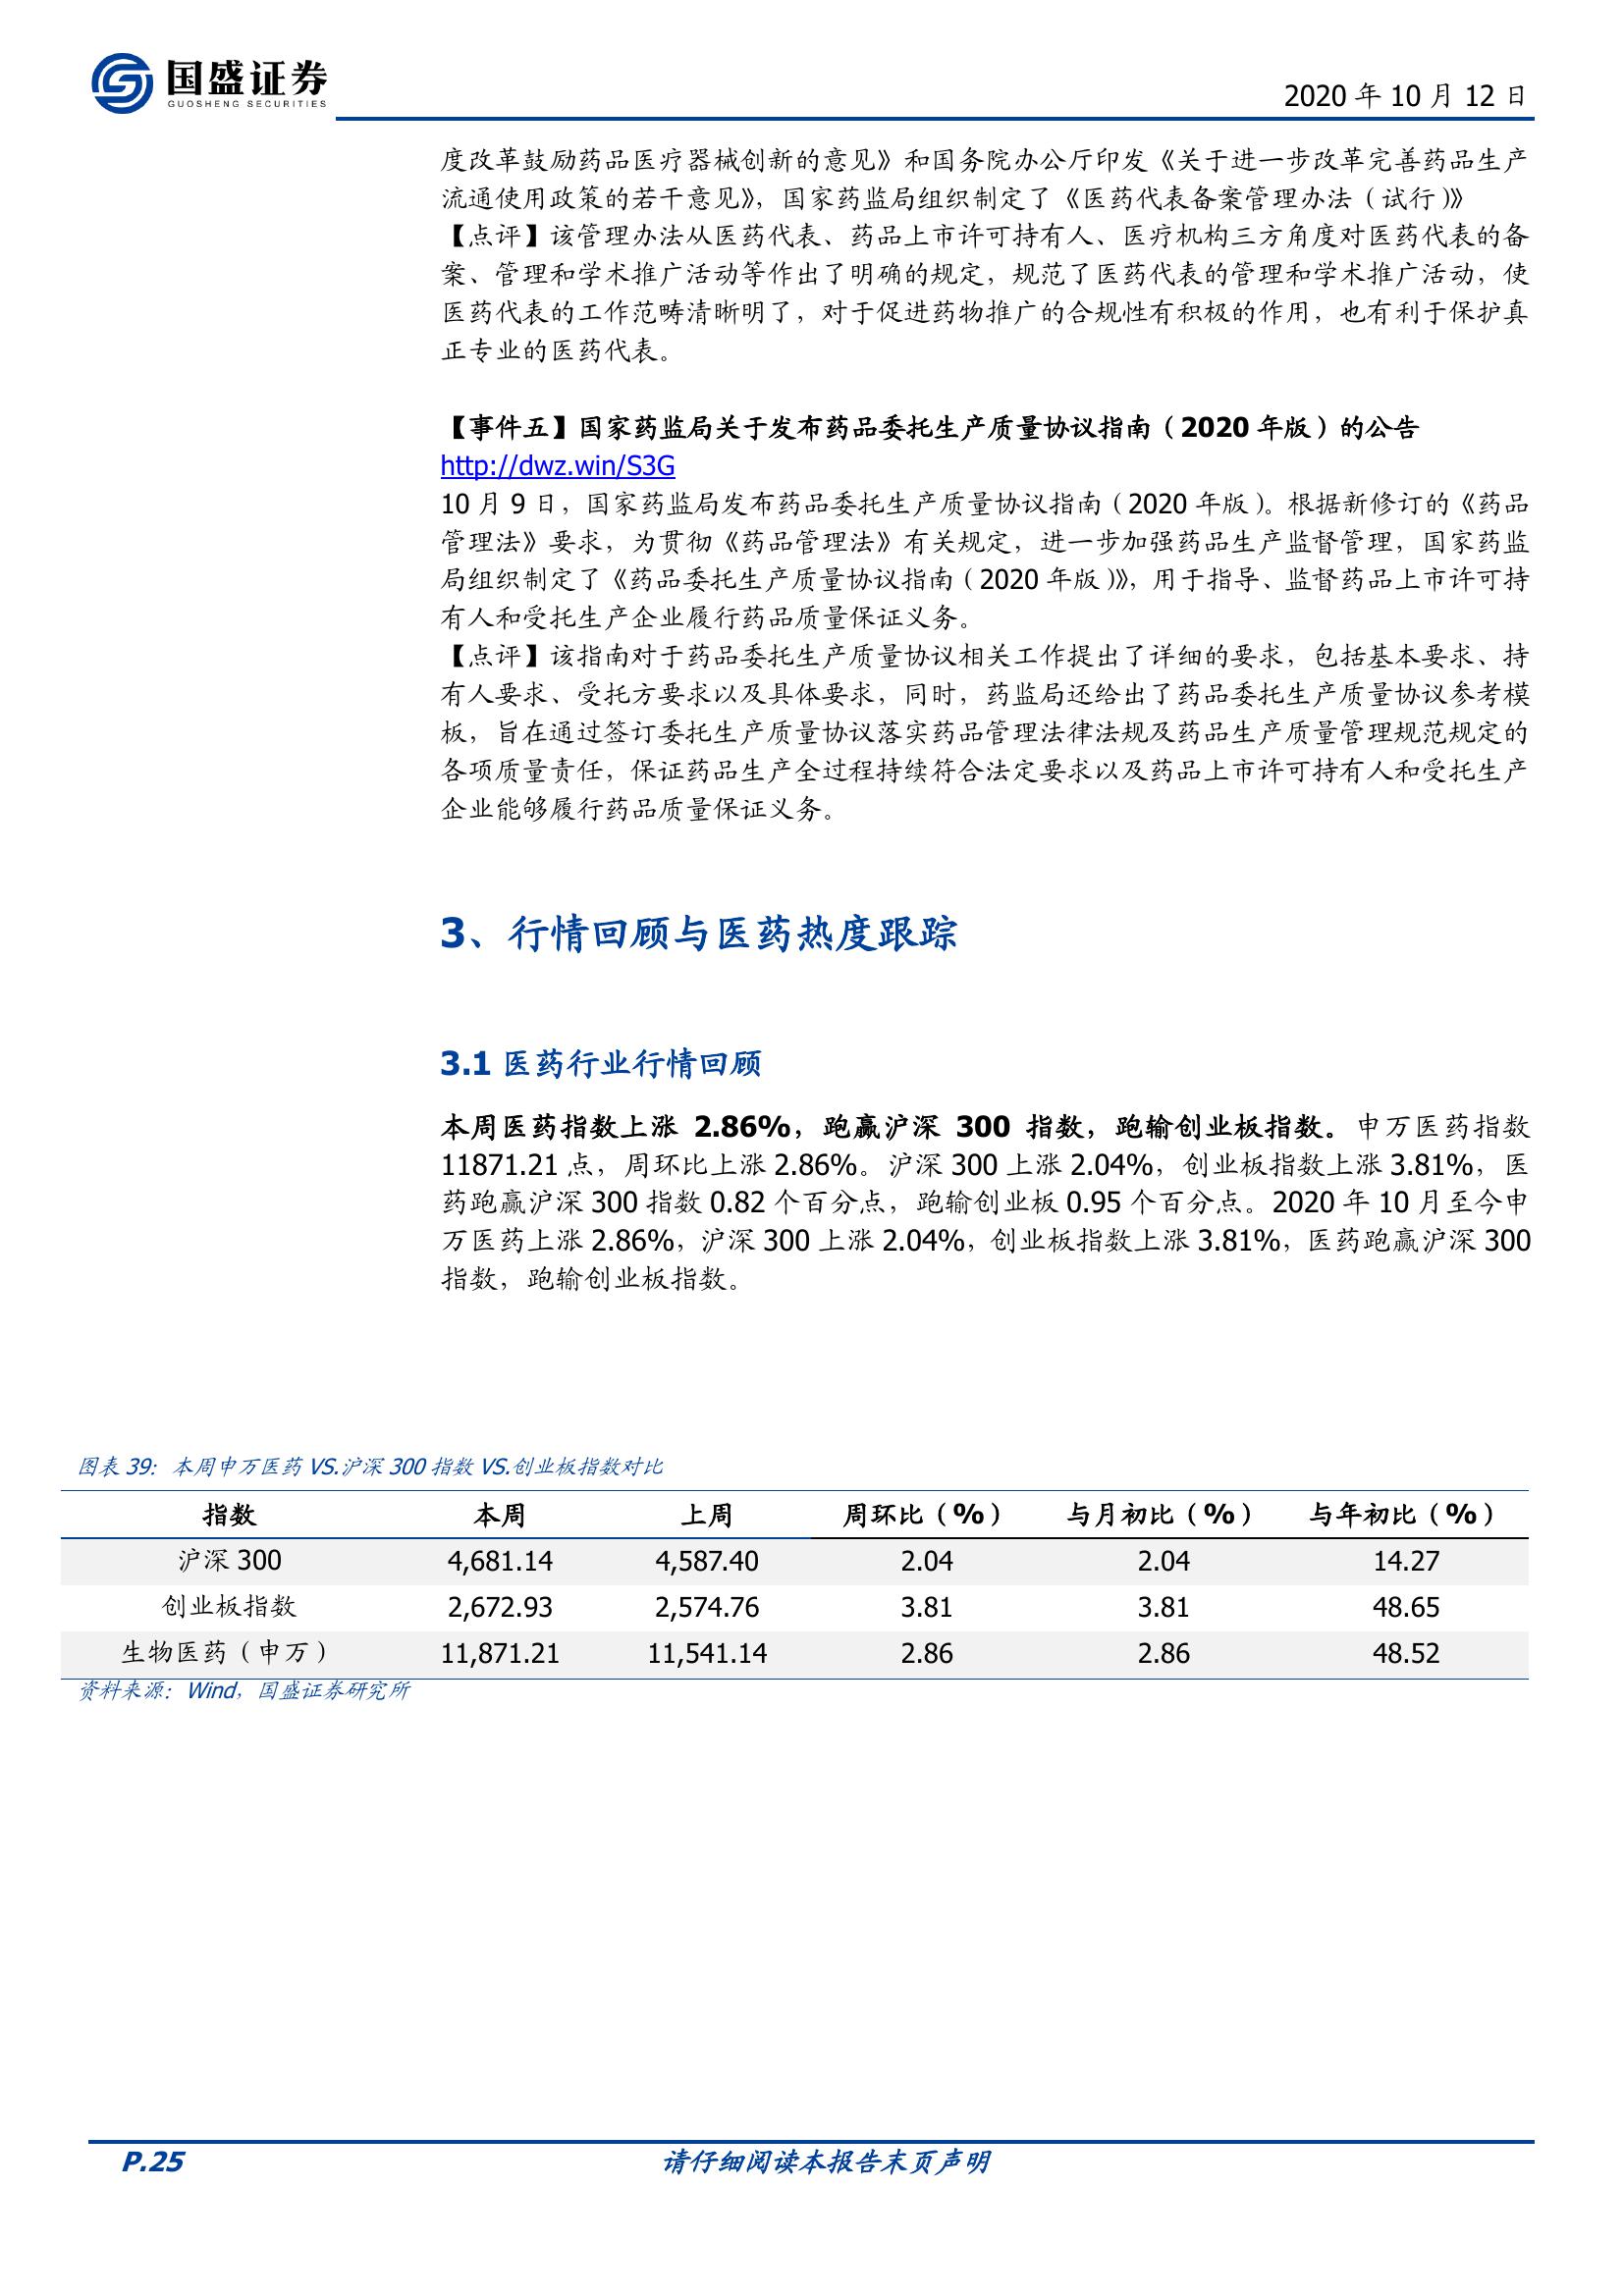 国盛证券
GUOSHENG SECURITIES
2020 年 10 月 12 日
度改革鼓励药品医疗器械创新的意见》和国务院办公厅印发《关于进一步改革完善药品生产
流通使用政策的若干意见》，国家药监局组织制定了《医药代表备案管理办法（试行）》
【点评】该管理办法从医药代表、药品上市许可持有人、医疗机构三方角度对医药代表的备
案、管理和学术推广活动等作出了明确的规定，规范了医药代表的管理和学术推广活动，使
医药代表的工作范畴清晰明了，对于促进药物推广的合规性有积极的作用，也有利于保护真
正专业的医药代表。
【事件五】国家药监局关于发布药品委托生产质量协议指南（2020 年版）的公告
http://dwz.win/S3G
10 月 9 日，国家药监局发布药品委托生产质量协议指南（2020 年版）。根据新修订的《药品
管理法》要求，为贯彻《药品管理法》有关规定，进一步加强药品生产监督管理，国家药监
局组织制定了《药品委托生产质量协议指南（2020 年版）》，用于指导、监督药品上市许可持
有人和受托生产企业履行药品质量保证义务。
【点评】该指南对于药品委托生产质量协议相关工作提出了详细的要求，包括基本要求、持
有人要求、受托方要求以及具体要求，同时，药监局还给出了药品委托生产质量协议参考模
板，旨在通过签订委托生产质量协议落实药品管理法律法规及药品生产质量管理规范规定的
各项质量责任，保证药品生产全过程持续符合法定要求以及药品上市许可持有人和受托生产
企业能够履行药品质量保证义务。
3、行情回顾与医药热度跟踪
3.1 医药行业行情回顾
本周医药指数上涨 2.86%，跑赢沪深 300 指数，跑输创业板指数。申万医药指数
11871.21 点，周环比上涨 2.86%。沪深 300 上涨 2.04%，创业板指数上涨 3.81%，医
药跑赢沪深 300 指数 0.82 个百分点，跑输创业板 0.95 个百分点。2020 年 10 月至今申
万医药上涨 2.86%，沪深 300 上涨 2.04%，创业板指数上涨 3.81%，医药跑赢沪深 300
指数，跑输创业板指数。
图表 39：本周申万医药 VS.沪深 300 指数 VS.创业板指数对比
指数 本周 上周 周环比（%） 与月初比（%） 与年初比（%）
沪深 300 4,681.14 4,587.40 2.04 2.04 14.27
创业板指数 2,672.93 2,574.76 3.81 3.81 48.65
生物医药（申万） 11,871.21 11,541.14 2.86 2.86 48.52
资料来源：Wind，国盛证券研究所
P.25 请仔细阅读本报告末页声明